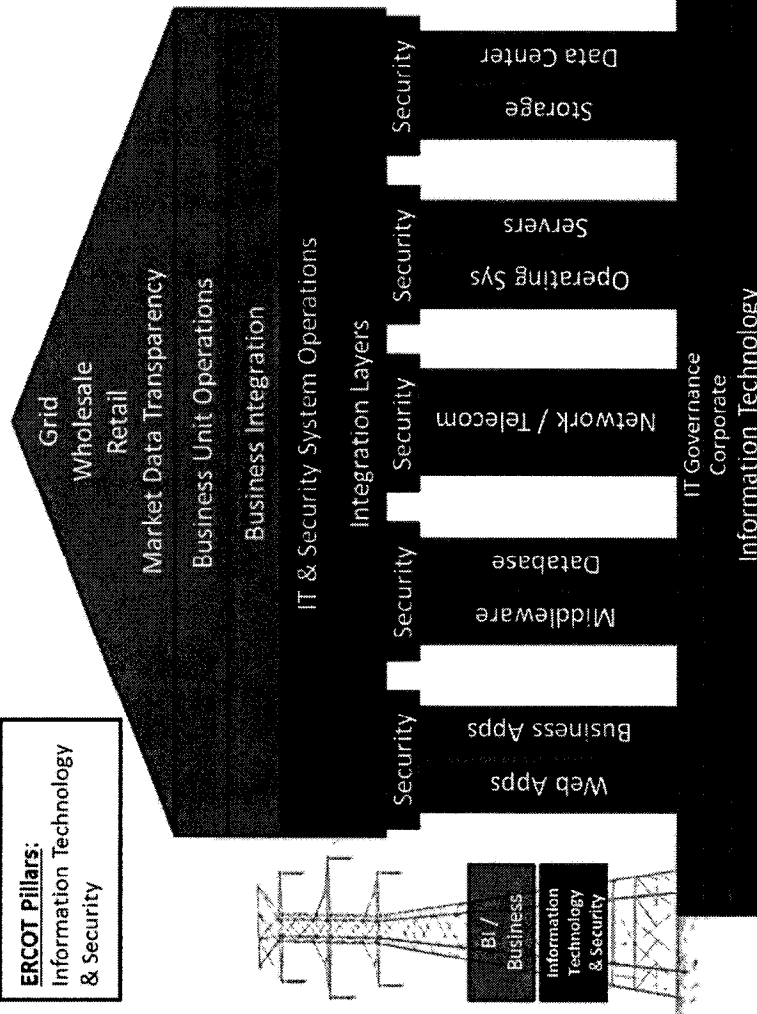 ERCOT Pillars:
Information Technology
& Security
Grid
Wholesale
Retail
Market Data Transparency
Business Unit Operations
Business Integration
IT & Security System Operations
Integration Layers
Security
Security
Security
Security
Security
Web Apps
Business Apps
Middleware
Database
Network / Telecom
Operating Sys
Servers
Storage
Data Center
BI /
Business
Information
Technology
& Security
IT Governance
Corporate
Information Technology